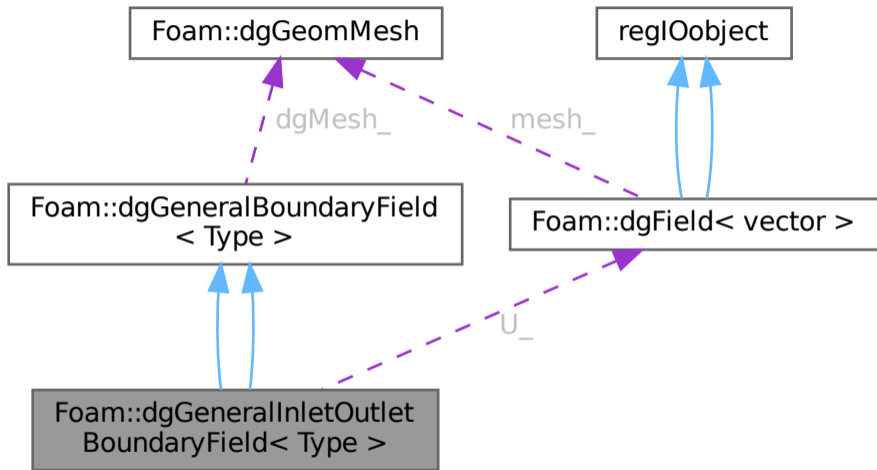 Foam::dgGeomMesh
regIOobject
dgMesh_
mesh_
Foam::dgGeneralBoundaryField
< Type >
Foam::dgField< vector >
U_
Foam::dgGeneralInletOutlet
BoundaryField< Type >